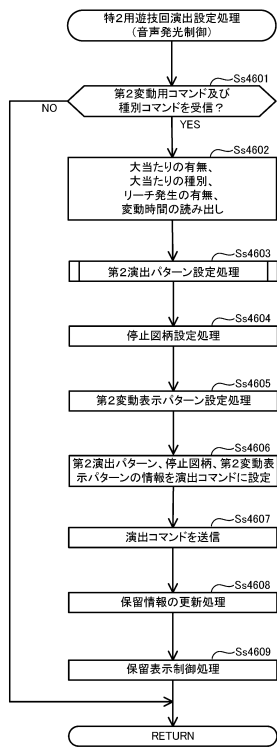 特2用遊技回演出設定処理
(音声発光制御)
Ss4601
第2変動用コマンド及び
種別コマンドを受信？
NO
YES
Ss4602
大当たりの有無、
大当たりの種別、
リーチ発生の有無、
変動時間の読み出し
Ss4603
第2演出パターン設定処理
Ss4604
停止図柄設定処理
Ss4605
第2変動表示パターン設定処理
Ss4606
第2演出パターン、停止図柄、第2変動表
示パターンの情報を演出コマンドに設定
Ss4607
演出コマンドを送信
Ss4608
保留情報の更新処理
Ss4609
保留表示制御処理
RETURN